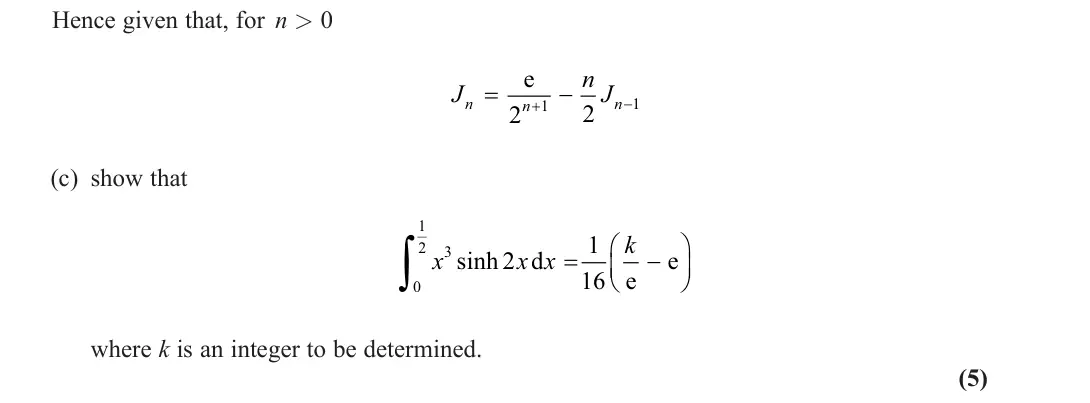 Hence given that, for n > 0
J_n = e/2^{n+1} − n/2 J_{n−1}
(c) show that
∫_0^{1/2} x^3 sinh 2x dx = 1/16 (k/e − e)
where k is an integer to be determined.
(5)